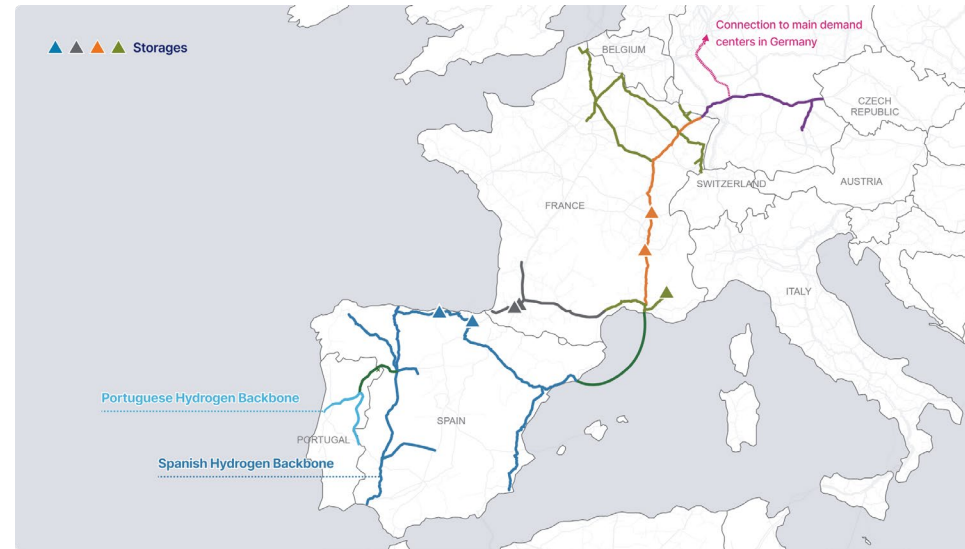 Connection to main demand
centers in Germany
Storages
BELGIUM
CZECH
REPUBLIC
SWITZERLAND
AUSTRIA
FRANCE
ITALY
Portuguese Hydrogen Backbone
SPAIN
PORTUGAL
Spanish Hydrogen Backbone